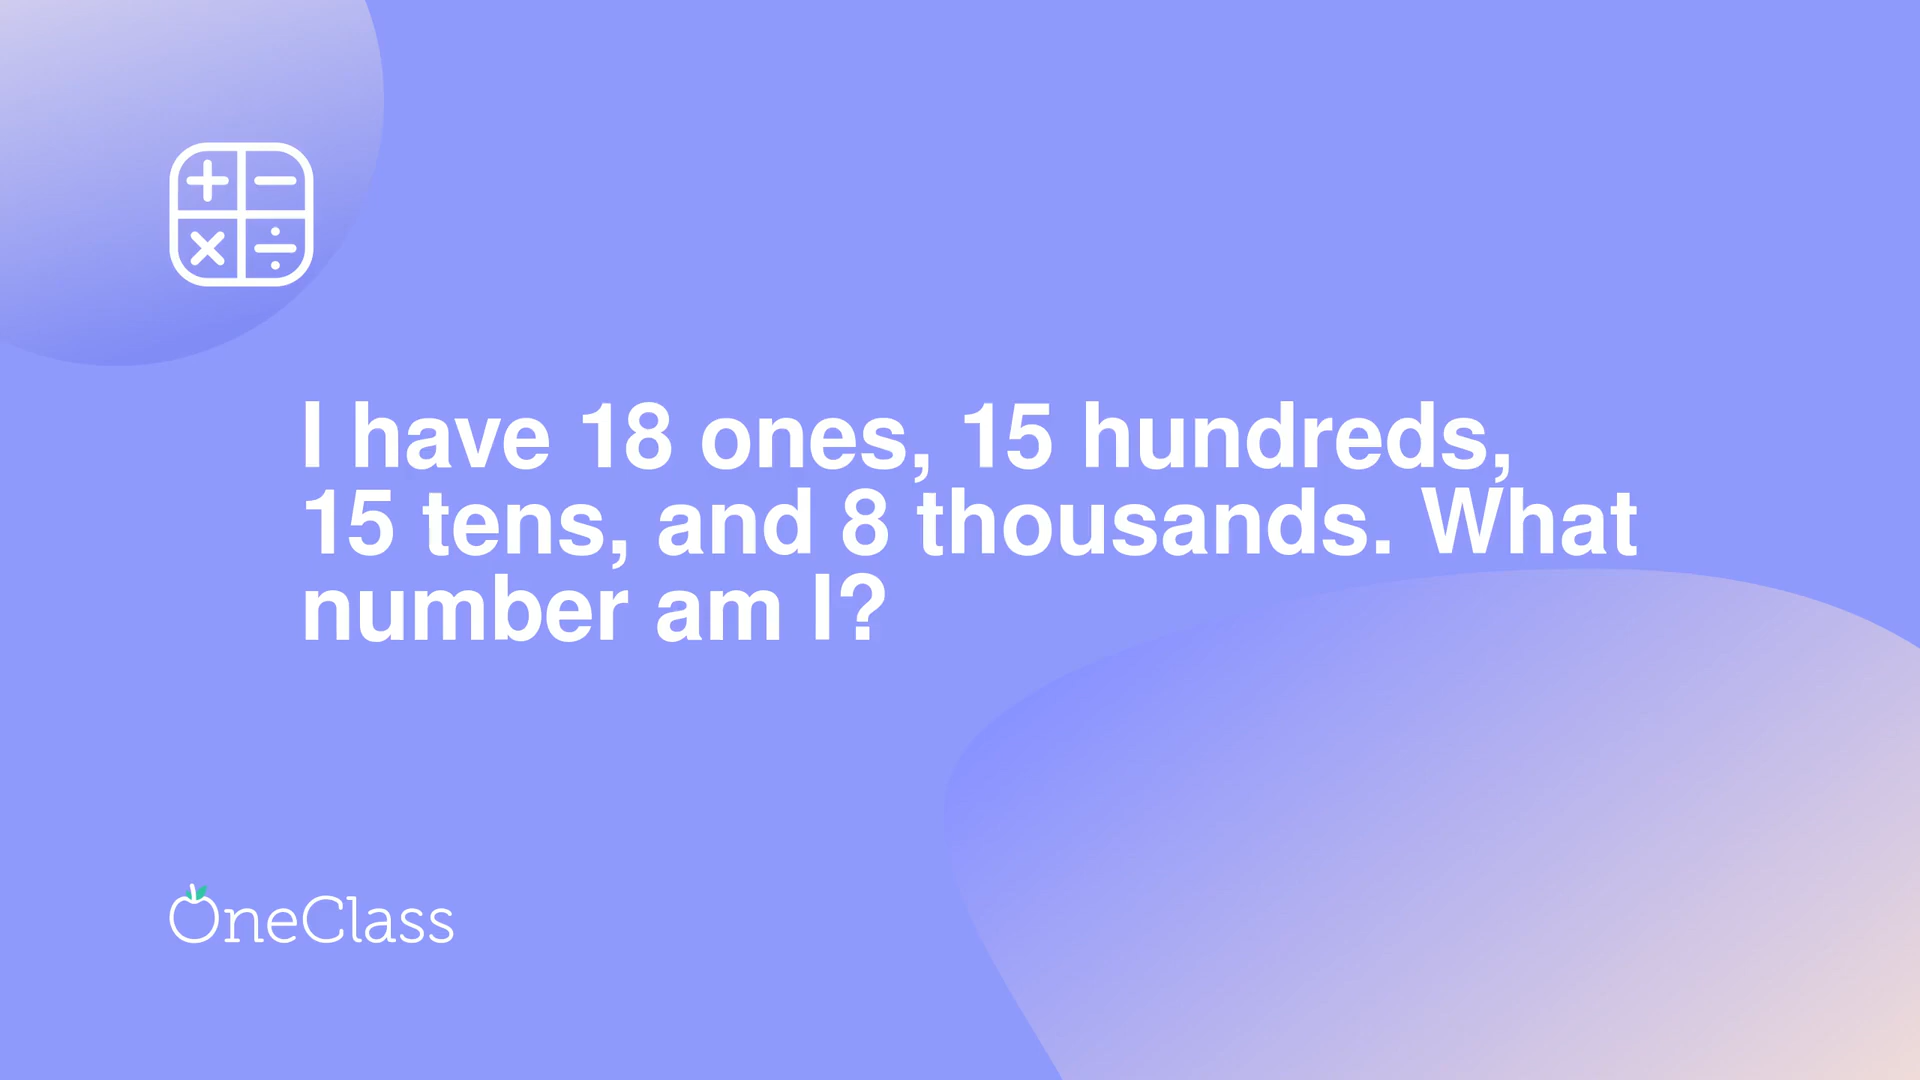 I have 18 ones, 15 hundreds,
15 tens, and 8 thousands. What
number am I?
OneClass